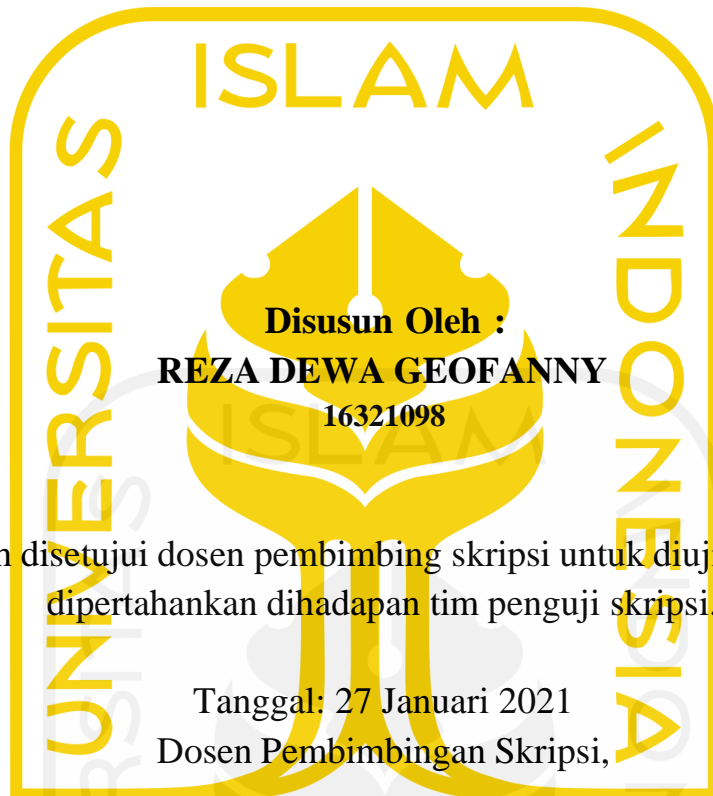 ISLAM
UNIVERSITAS
INDONESIA
Disusun Oleh :
REZA DEWA GEOFANNY
16321098
ISLAM
disetujui dosen pembimbing skripsi untuk
dipertahankan dihadapan tim penguji skripsi.
Tanggal: 27 Januari 2021
Dosen Pembimbingan Skripsi,